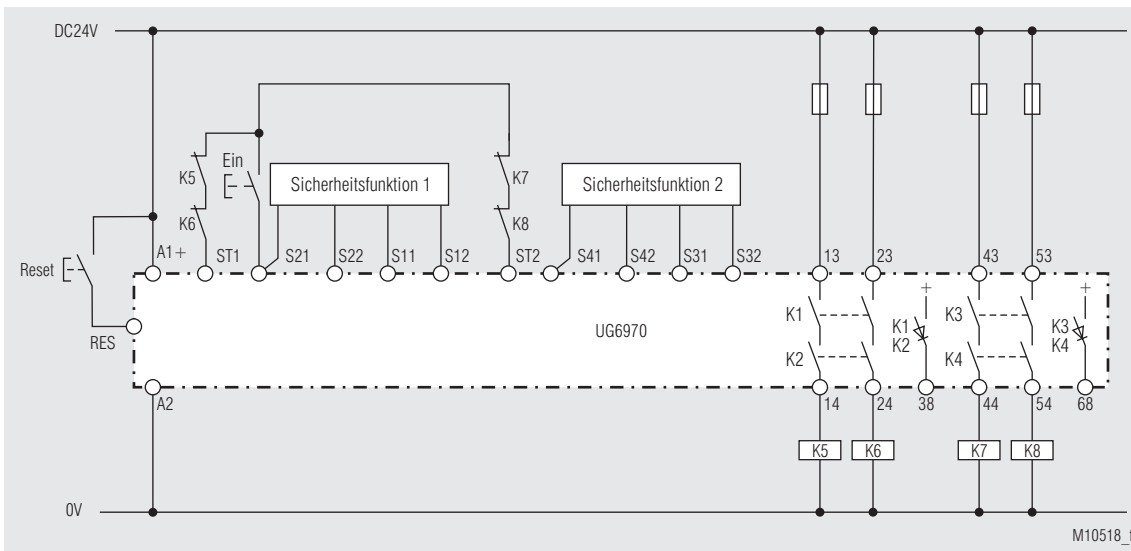 DC24V
K5
K6
Ein
Sicherheitsfunktion 1
K7
K8
Sicherheitsfunktion 2
Reset
A1+
ST1
S21
S22
S11
S12
ST2
S41
S42
S31
S32
13
23
43
53
RES
UG6970
K1
K2
+
K1
K2
K3
K4
+
K3
K4
A2
14
24
38
44
54
68
K5
K6
K7
K8
0V
M10518_